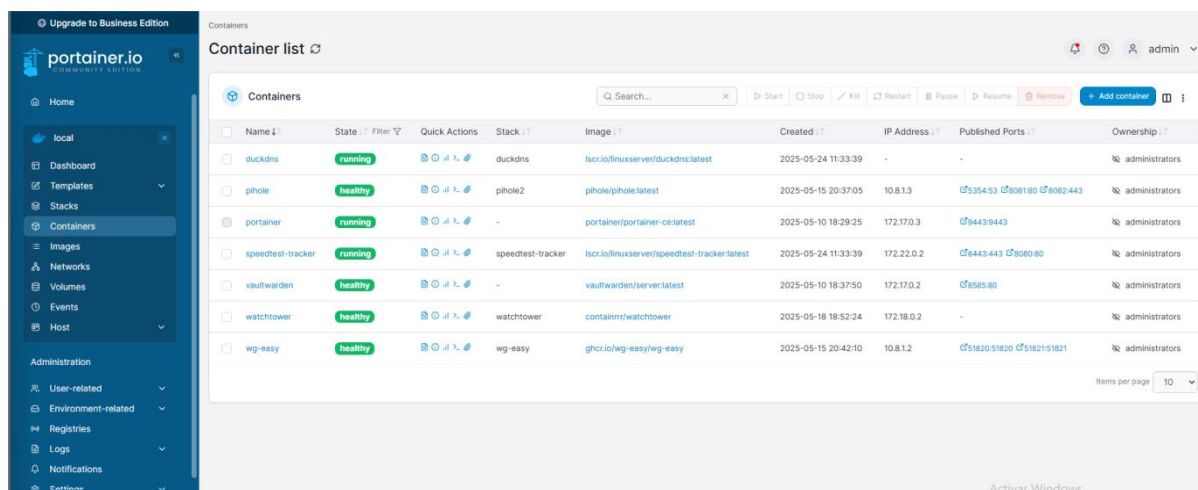 Upgrade to Business Edition
portainer.io
COMMUNITY EDITION
Home
local
Dashboard
Templates
Stacks
Containers
Images
Networks
Volumes
Events
Host
Administration
User-related
Environment-related
Registries
Logs
Notifications
Settings
Containers
Container list
admin
Containers
Search...
Start Stop Kill Restart Pause Resume Remove + Add container
Name State Filter Quick Actions Stack Image Created IP Address Published Ports Ownership
duckdns running duckdns lscr.io/linuxserver/duckdns:latest 2025-05-24 11:33:39 - - administrators
pihole healthy pihole2 pihole/pihole:latest 2025-05-15 20:37:05 10.8.1.3 5354:53 8081:80 8082:443 administrators
portainer running - portainer/portainer-ce:latest 2025-05-10 18:29:25 172.17.0.3 9443:9443 administrators
speedtest-tracker running speedtest-tracker lscr.io/linuxserver/speedtest-tracker:latest 2025-05-24 11:33:39 172.22.0.2 8443:443 8080:80 administrators
vaultwarden healthy - vaultwarden/server:latest 2025-05-10 18:37:50 172.17.0.2 8585:80 administrators
watchtower healthy watchtower containrrr/watchtower 2025-05-18 18:52:24 172.18.0.2 - administrators
wg-easy healthy wg-easy ghcr.io/wg-easy/wg-easy 2025-05-15 20:42:10 10.8.1.2 51820:51820 51821:51821 administrators
Items per page 10
Activar Windows